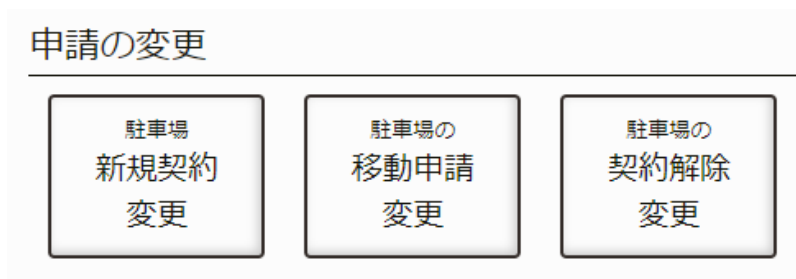 申請の変更
駐車場
新規契約
変更
駐車場の
移動申請
変更
駐車場の
契約解除
変更